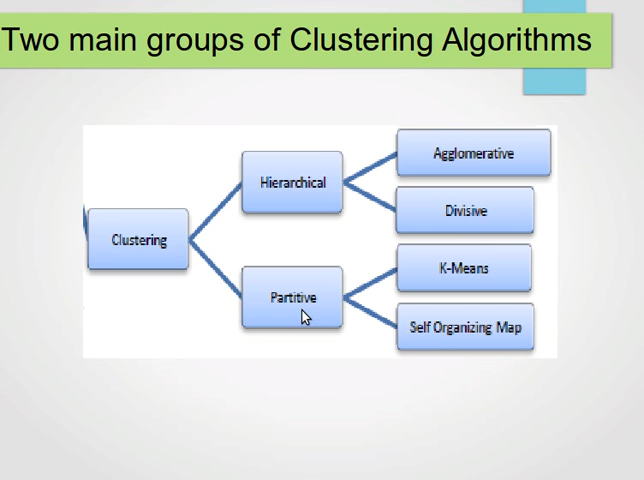 Two main groups of Clustering Algorithms
Agglomerative
Hierarchical
Divisive
Clustering
K-Means
Partitive
Self Organizing Map